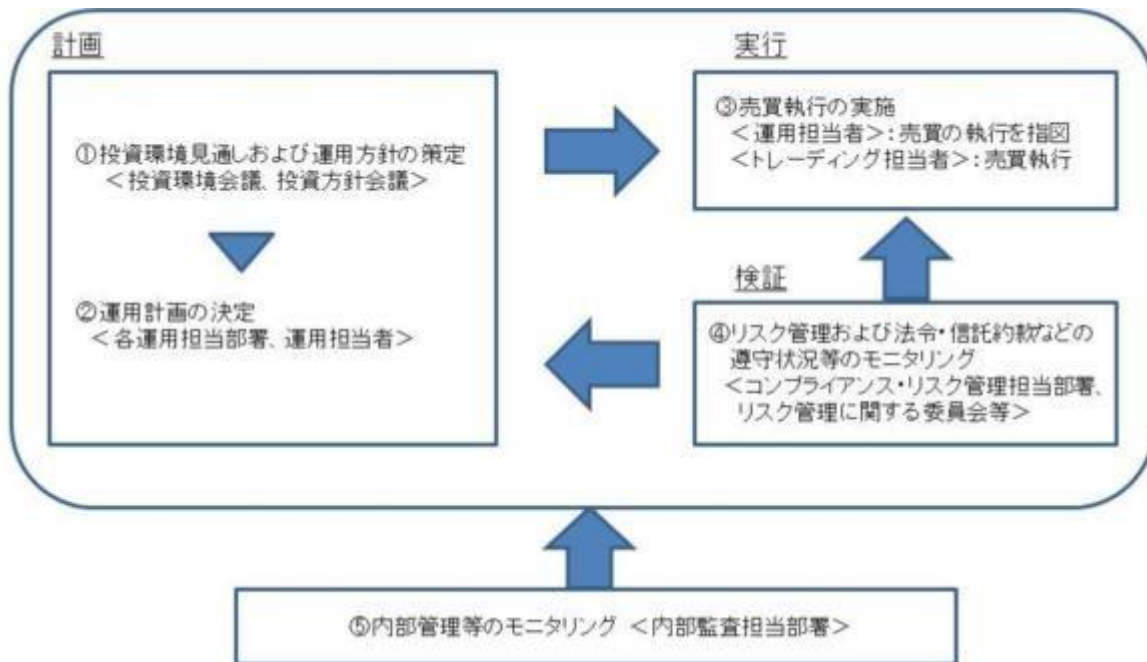 計画
①投資環境見通しおよび運用方針の策定
＜投資環境会議、投資方針会議＞
②運用計画の決定
＜各運用担当部署、運用担当者＞
実行
③売買執行の実施
＜運用担当者＞：売買の執行を指図
＜トレーディング担当者＞：売買執行
検証
④リスク管理および法令・信託約款などの
遵守状況等のモニタリング
＜コンプライアンス・リスク管理担当部署、
リスク管理に関する委員会等＞
⑤内部管理等のモニタリング ＜内部監査担当部署＞